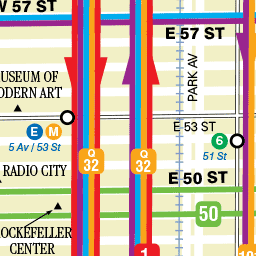 W 57 ST
E 57 ST
PARK AV
USEUM OF
ODERN ART
E M
5 Av / 53 St
E 53 ST
6
51 St
RADIO CITY
Q
32
Q
32
E 50 ST
50
OCKEFELLER
CENTER
1